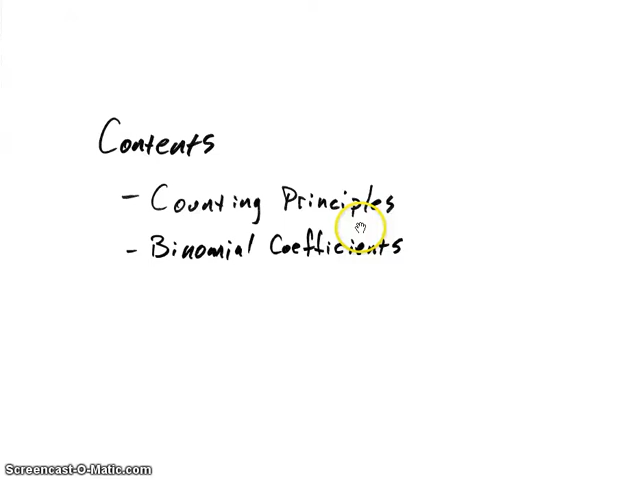 Contents
- Counting Principles
- Binomial Coefficients
Screencast-O-Matic.com